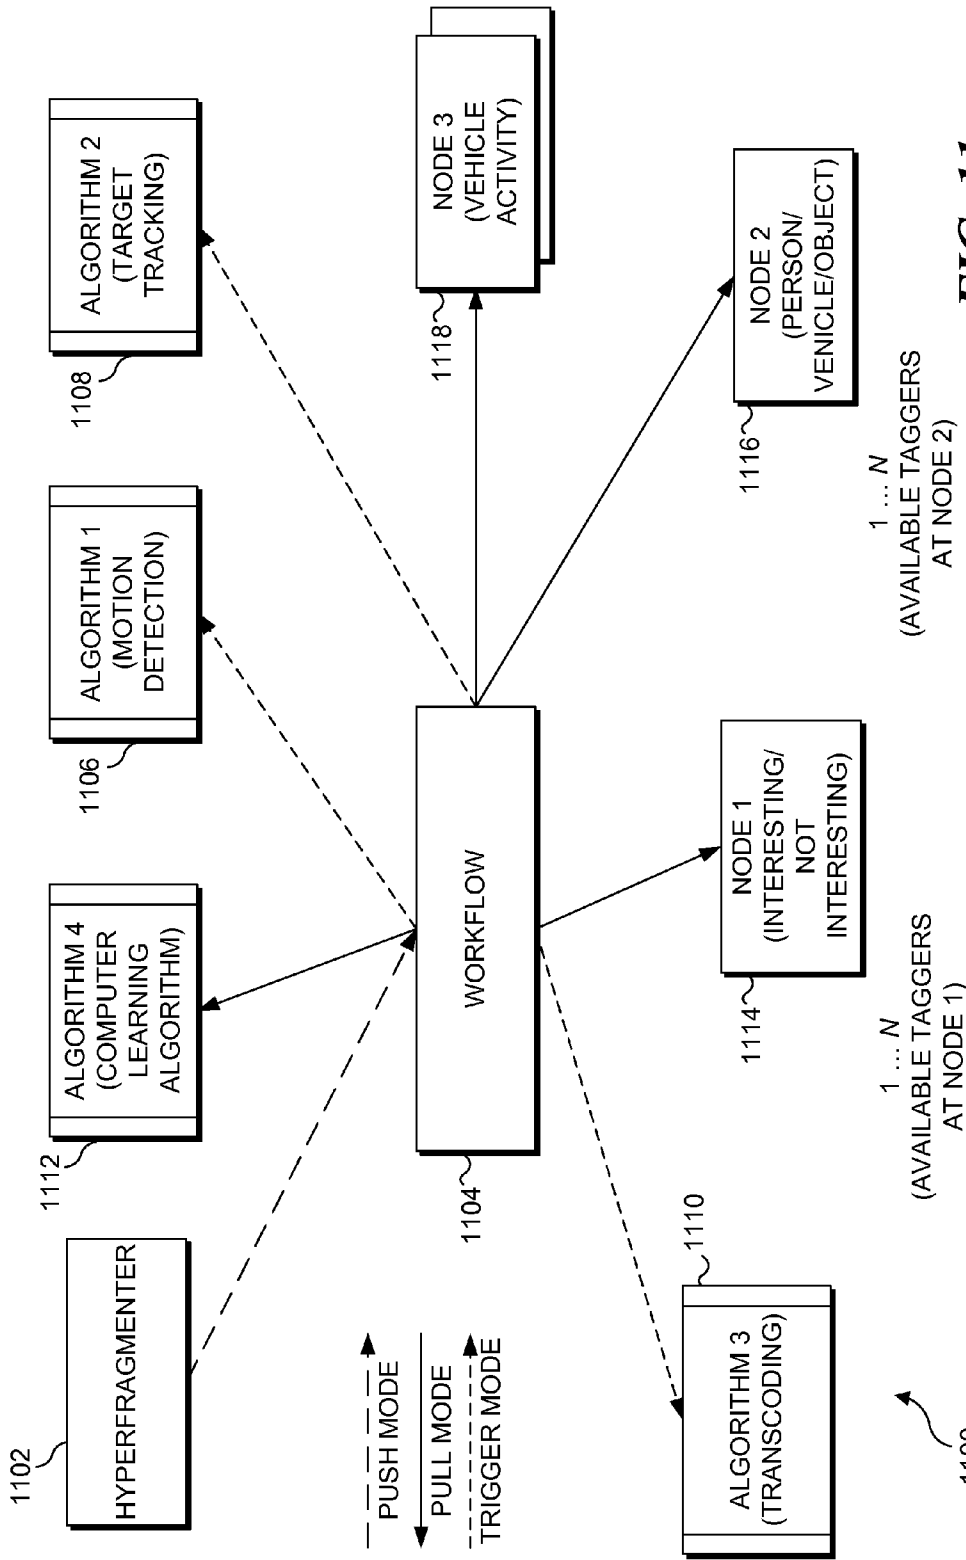 1102
HYPERFRAGMENTER
1112
ALGORITHM 4
(COMPUTER
LEARNING
ALGORITHM)
1106
ALGORITHM 1
(MOTION
DETECTION)
1108
ALGORITHM 2
(TARGET
TRACKING)
PUSH MODE
PULL MODE
TRIGGER MODE
1104
WORKFLOW
1118
NODE 3
(VEHICLE
ACTIVITY)
1110
ALGORITHM 3
(TRANSCODING)
1114
NODE 1
(INTERESTING/
NOT
INTERESTING)
1116
NODE 2
(PERSON/
VENICLE/OBJECT)
1 ... N
(AVAILABLE TAGGERS
AT NODE 1)
1 ... N
(AVAILABLE TAGGERS
AT NODE 2)
FIG. 11